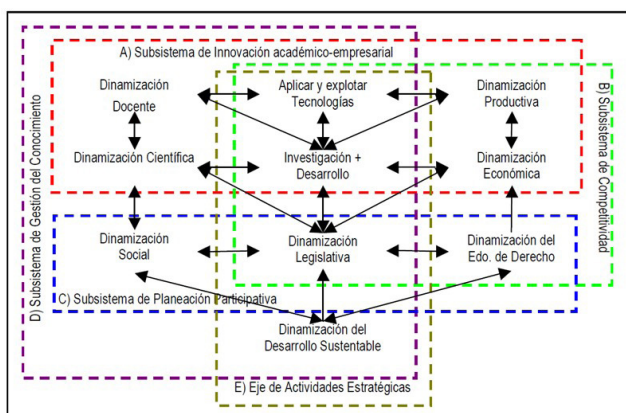 A) Subsistema de Innovación académico-empresarial
Dinamización
Docente
Aplicar y explotar
Tecnologías
Dinamización
Productiva
Dinamización Científica
Investigación +
Desarrollo
Dinamización
Económica
Dinamización
Social
Dinamización
Legislativa
Dinamización del
Edo. de Derecho
C) Subsistema de Planeación Participativa
Dinamización del
Desarrollo Sustentable
E) Eje de Actividades Estratégicas
D) Subsistema de Gestión del Conocimiento
B) Subsistema de Competitividad